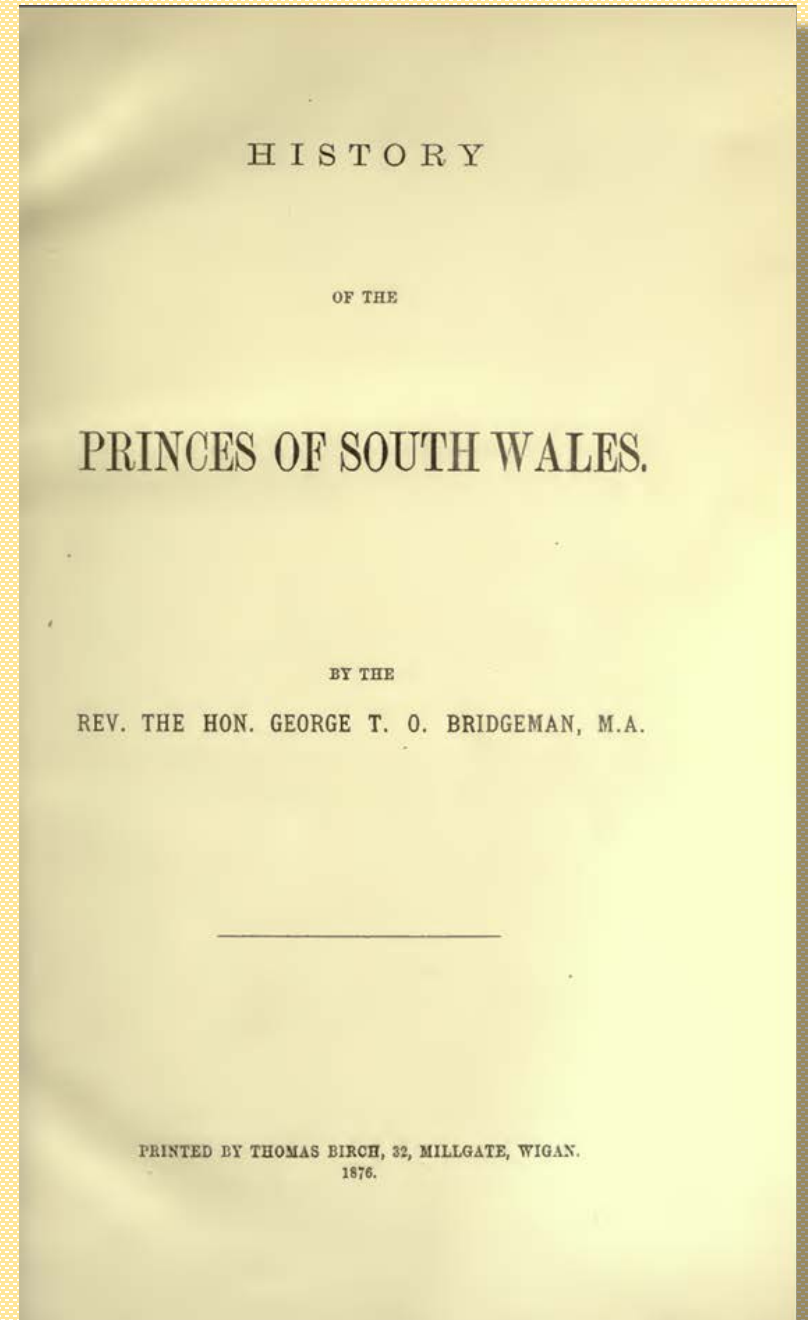 HISTORY
OF THE
PRINCES OF SOUTH WALES.
BY THE
REV. THE HON. GEORGE T. O. BRIDGEMAN, M.A.
PRINTED BY THOMAS BIRCH, 32, MILLGATE, WIGAN.
1876.